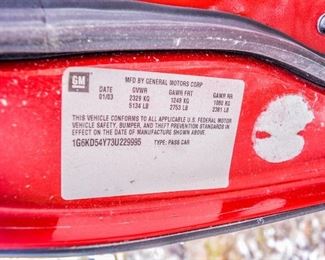 GM
MFD BY GENERAL MOTORS CORP
DATE GVWR GAWR FRT GAWR RR
01/03 2329 KG 1249 KG 1080 KG
5134 LB 2753 LB 2381 LB
THIS VEHICLE CONFORMS TO ALL APPLICABLE U.S. FEDERAL MOTOR
VEHICLE SAFETY, BUMPER, AND THEFT PREVENTION STANDARDS IN
EFFECT ON THE DATE OF MANUFACTURE SHOWN ABOVE.
1G6KD54Y73U229995 TYPE: PASS CAR